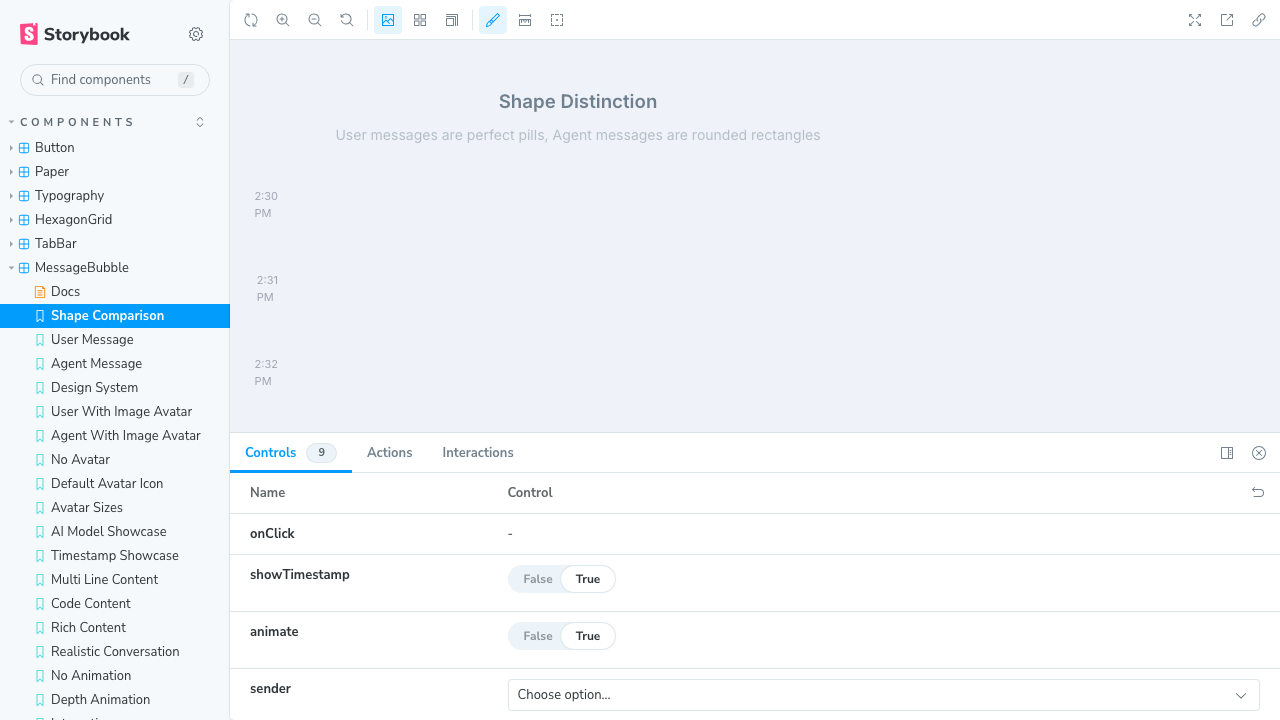 Storybook
Find components
/
COMPONENTS
Button
Paper
Typography
HexagonGrid
TabBar
MessageBubble
Docs
Shape Comparison
User Message
Agent Message
Design System
User With Image Avatar
Agent With Image Avatar
No Avatar
Default Avatar Icon
Avatar Sizes
AI Model Showcase
Timestamp Showcase
Multi Line Content
Code Content
Rich Content
Realistic Conversation
No Animation
Depth Animation
Shape Distinction
User messages are perfect pills, Agent messages are rounded rectangles
2:30
PM
2:31
PM
2:32
PM
Controls 9 Actions Interactions
Name Control
onClick -
showTimestamp False True
animate False True
sender Choose option...